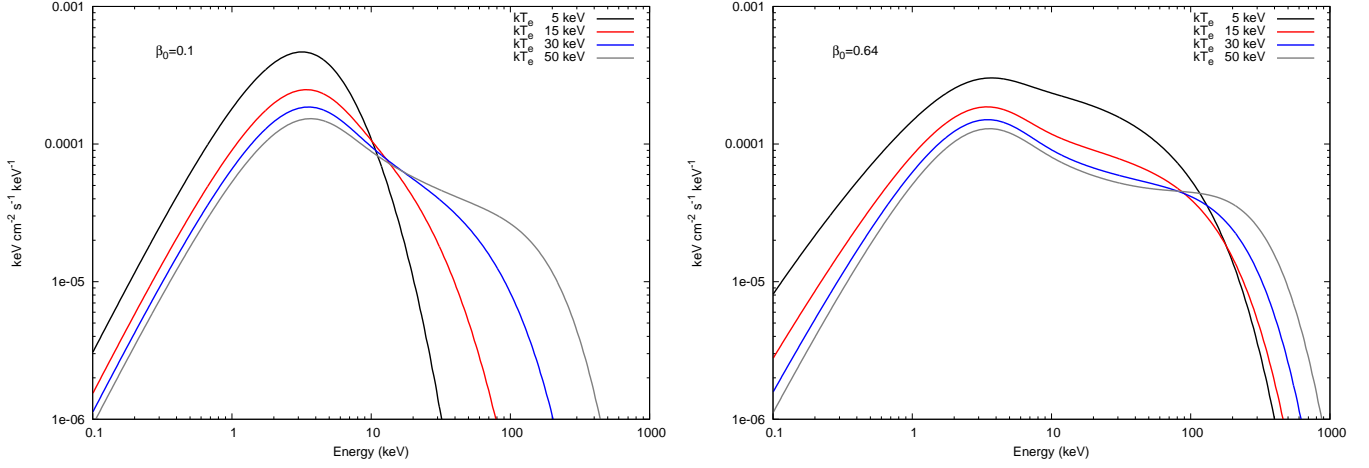 0.001
0.0001
1e-05
1e-06
keV cm⁻² s⁻¹ keV⁻¹
β₀=0.1
kTₑ 5 keV
kTₑ 15 keV
kTₑ 30 keV
kTₑ 50 keV
0.1 1 10 100 1000
Energy (keV)
0.001
0.0001
1e-05
1e-06
keV cm⁻² s⁻¹ keV⁻¹
β₀=0.64
kTₑ 5 keV
kTₑ 15 keV
kTₑ 30 keV
kTₑ 50 keV
0.1 1 10 100 1000
Energy (keV)